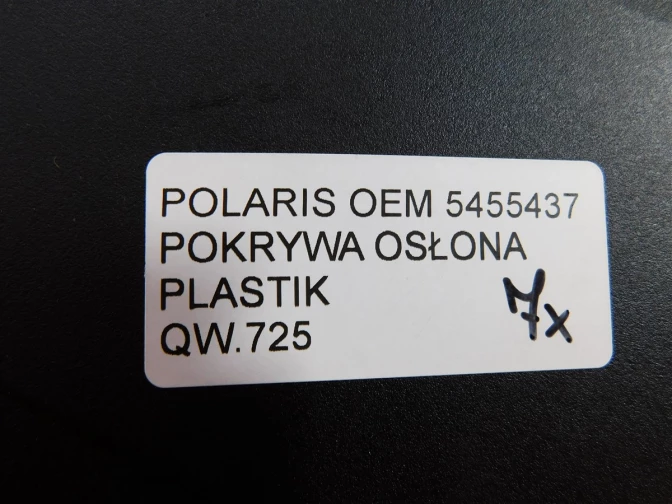 POLARIS OEM 5455437
POKRYWA OSŁONA
PLASTIK
QW.725
7x